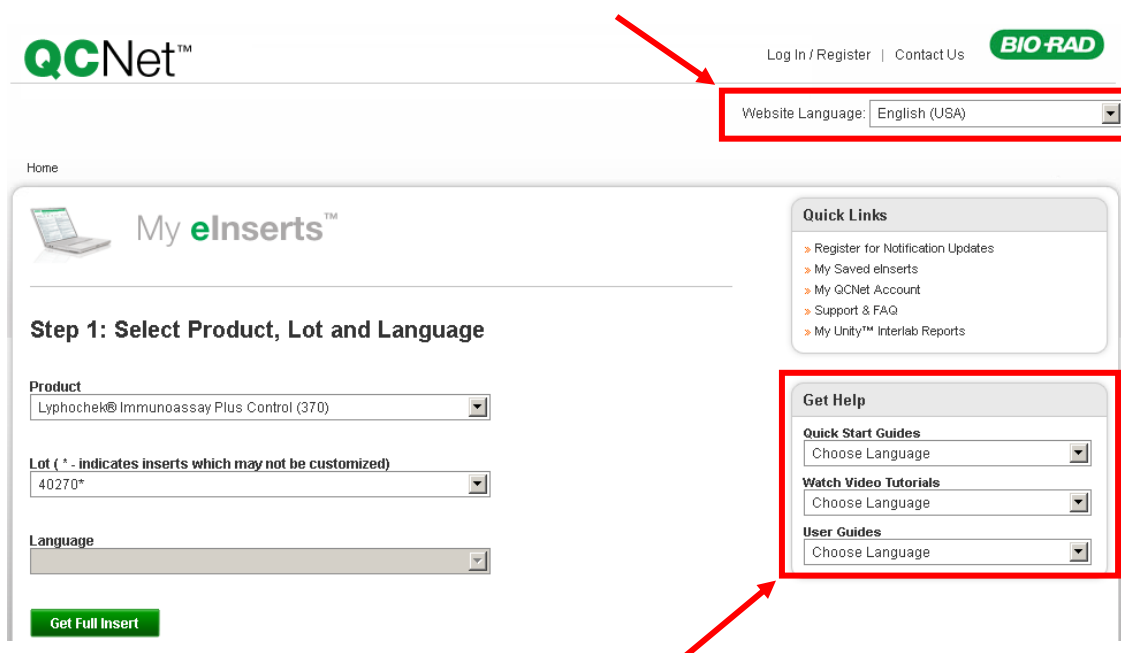 QCNet™
Log In / Register | Contact Us
BIO-RAD
Website Language: English (USA)
Home
My eInserts™
Step 1: Select Product, Lot and Language
Product
Lyphochek® Immunoassay Plus Control (370)
Lot ( * - indicates inserts which may not be customized)
40270*
Language
Get Full Insert
Quick Links
» Register for Notification Updates
» My Saved eInserts
» My QCNet Account
» Support & FAQ
» My Unity™ Interlab Reports
Get Help
Quick Start Guides
Choose Language
Watch Video Tutorials
Choose Language
User Guides
Choose Language